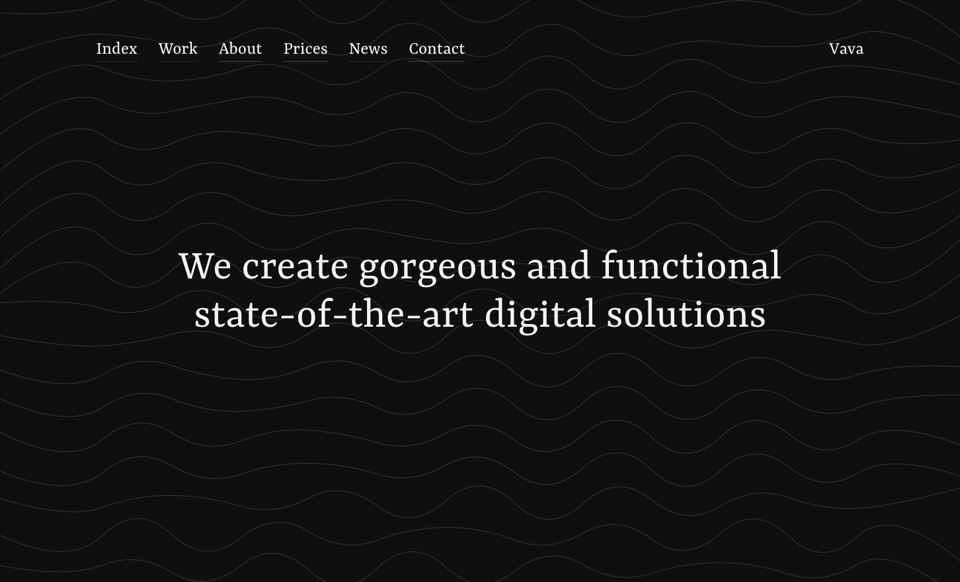 Index Work About Prices News Contact Vava
We create gorgeous and functional
state-of-the-art digital solutions